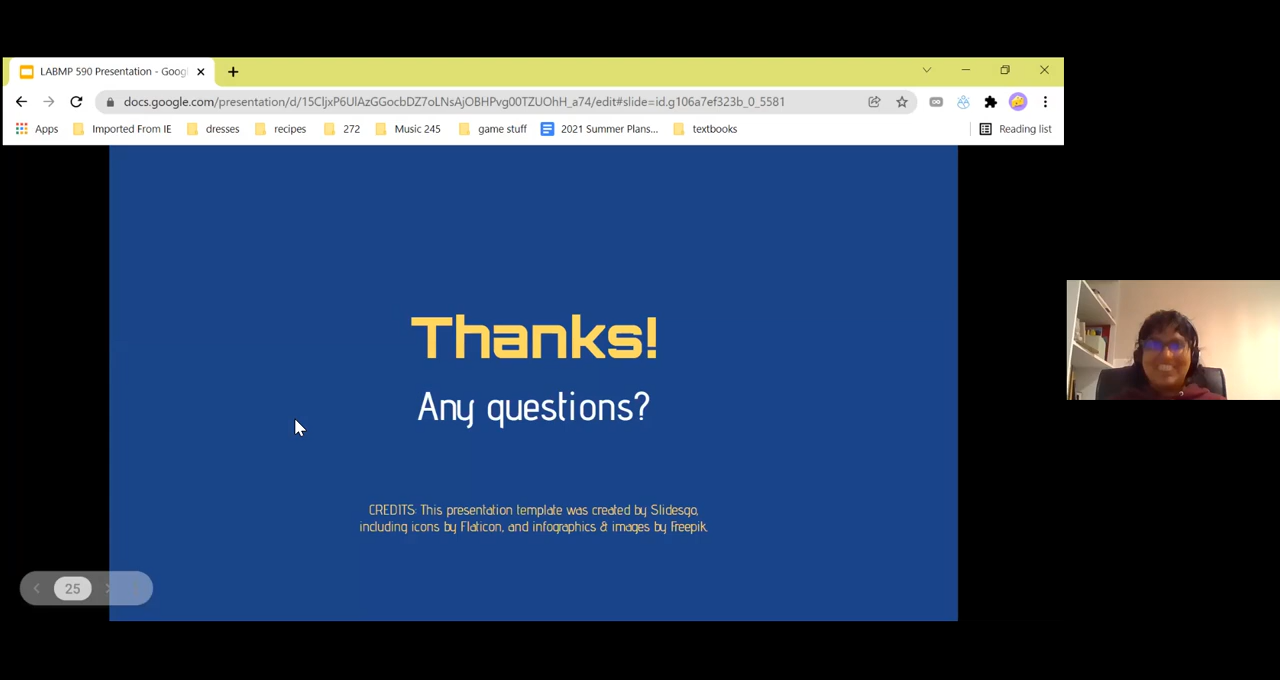 LABMP 590 Presentation - Goog
docs.google.com/presentation/d/15CljxP6UlAzGGocbDZ7oLNsAjOBHPvg00TZUOhH_a74/edit#slide=id.g106a7ef323b_0_5581
Apps Imported From IE dresses recipes 272 Music 245 game stuff 2021 Summer Plans... textbooks Reading list
Thanks!
Any questions?
CREDITS: This presentation template was created by Slidesgo,
including icons by Flaticon, and infographics & images by Freepik.
25